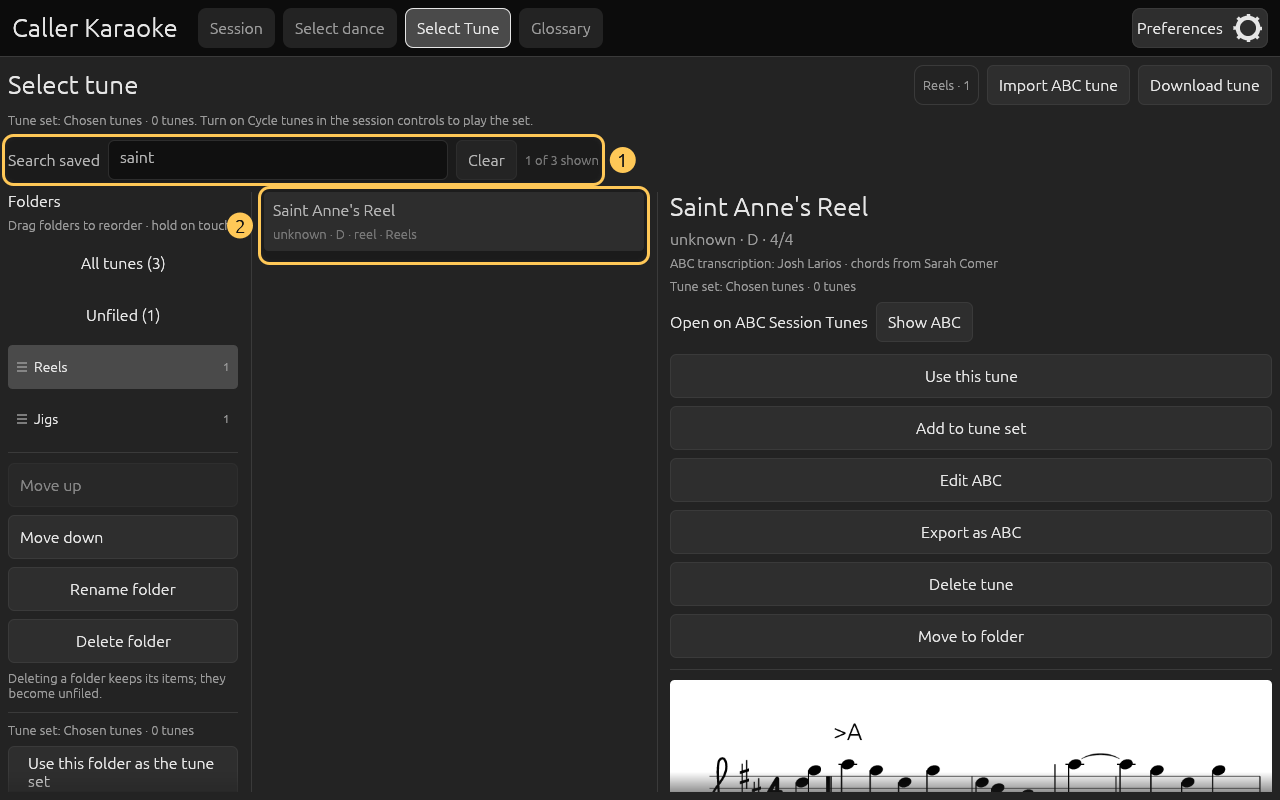 Caller Karaoke
Session
Select dance
Select Tune
Glossary
Preferences
Select tune
Reels · 1
Import ABC tune
Download tune
Tune set: Chosen tunes · 0 tunes. Turn on Cycle tunes in the session controls to play the set.
Search saved
saint
Clear
1 of 3 shown
1
Folders
Drag folders to reorder · hold on
2
All tunes (3)
Unfiled (1)
Reels 1
Jigs 1
Move up
Move down
Rename folder
Delete folder
Deleting a folder keeps its items; they
become unfiled.
Tune set: Chosen tunes · 0 tunes
Use this folder as the tune
set
Saint Anne's Reel
unknown · D · reel · Reels
Saint Anne's Reel
unknown · D · 4/4
ABC transcription: Josh Larios · chords from Sarah Comer
Tune set: Chosen tunes · 0 tunes
Open on ABC Session Tunes
Show ABC
Use this tune
Add to tune set
Edit ABC
Export as ABC
Delete tune
Move to folder
>A